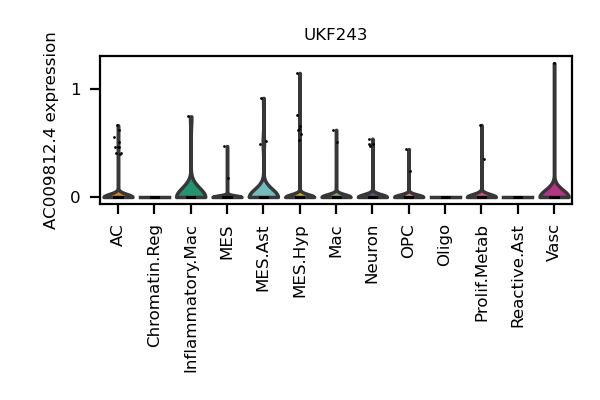 UKF243
AC009812.4 expression
1
0
AC
Chromatin.Reg
Inflammatory.Mac
MES
MES.Ast
MES.Hyp
Mac
Neuron
OPC
Oligo
Prolif.Metab
Reactive.Ast
Vasc